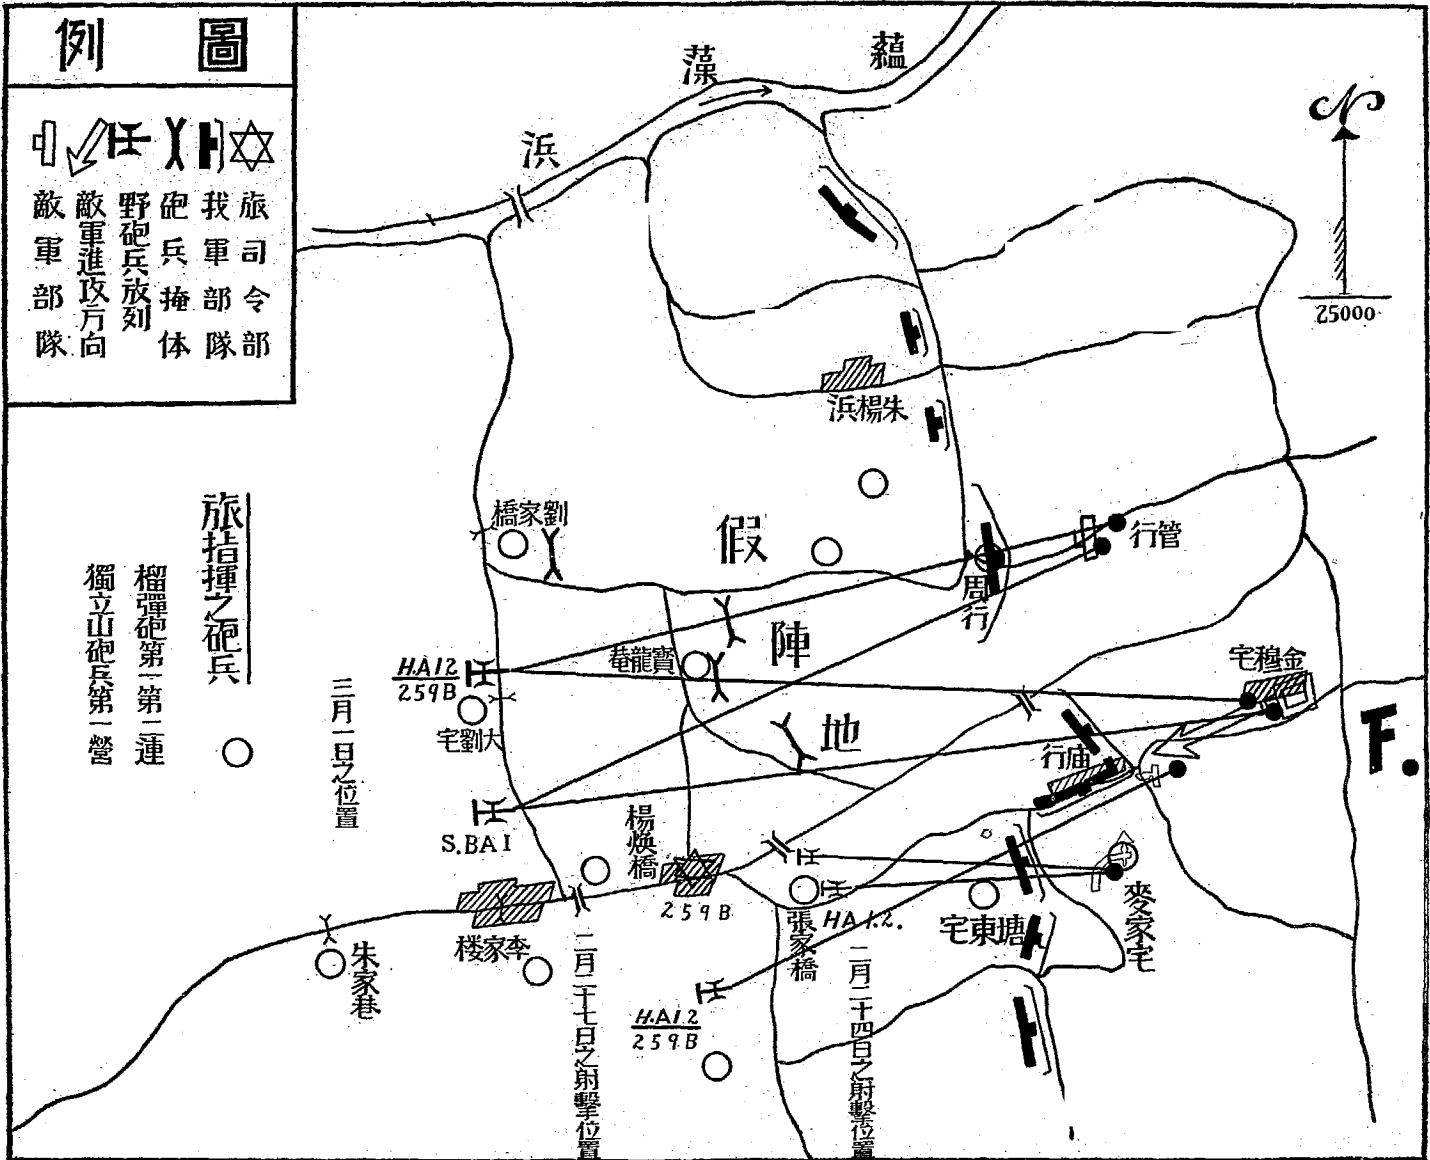 圖例
旅司令部
我軍部隊
砲兵掩体
野砲兵放列
敵軍進攻方向
敵軍部隊
蘊藻浜
N
25000
朱楊浜
劉家橋
假陣地
管行
周行
寶龍菴
金穆宅
H.A12
259B
大劉宅
廟行
S.BA1
楊煥橋
259B
李家楼
朱家巷
張家橋
HA1.2.
塘東宅
麥家宅
H.A1.2
259B
旅指揮之砲兵
榴彈砲第一第二連
獨立山砲兵第一營
三月一日之位置
二月二十七日之射擊位置
二月二十四日之射擊位置
F.